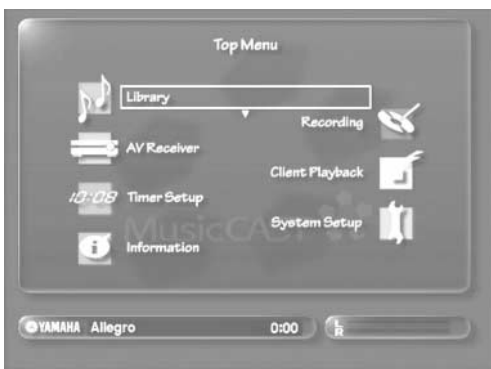 Top Menu
Library
Recording
AV Receiver
Client Playback
10:08 Timer Setup
System Setup
MusicCAST
i Information
YAMAHA Allegro 0:00 L
R